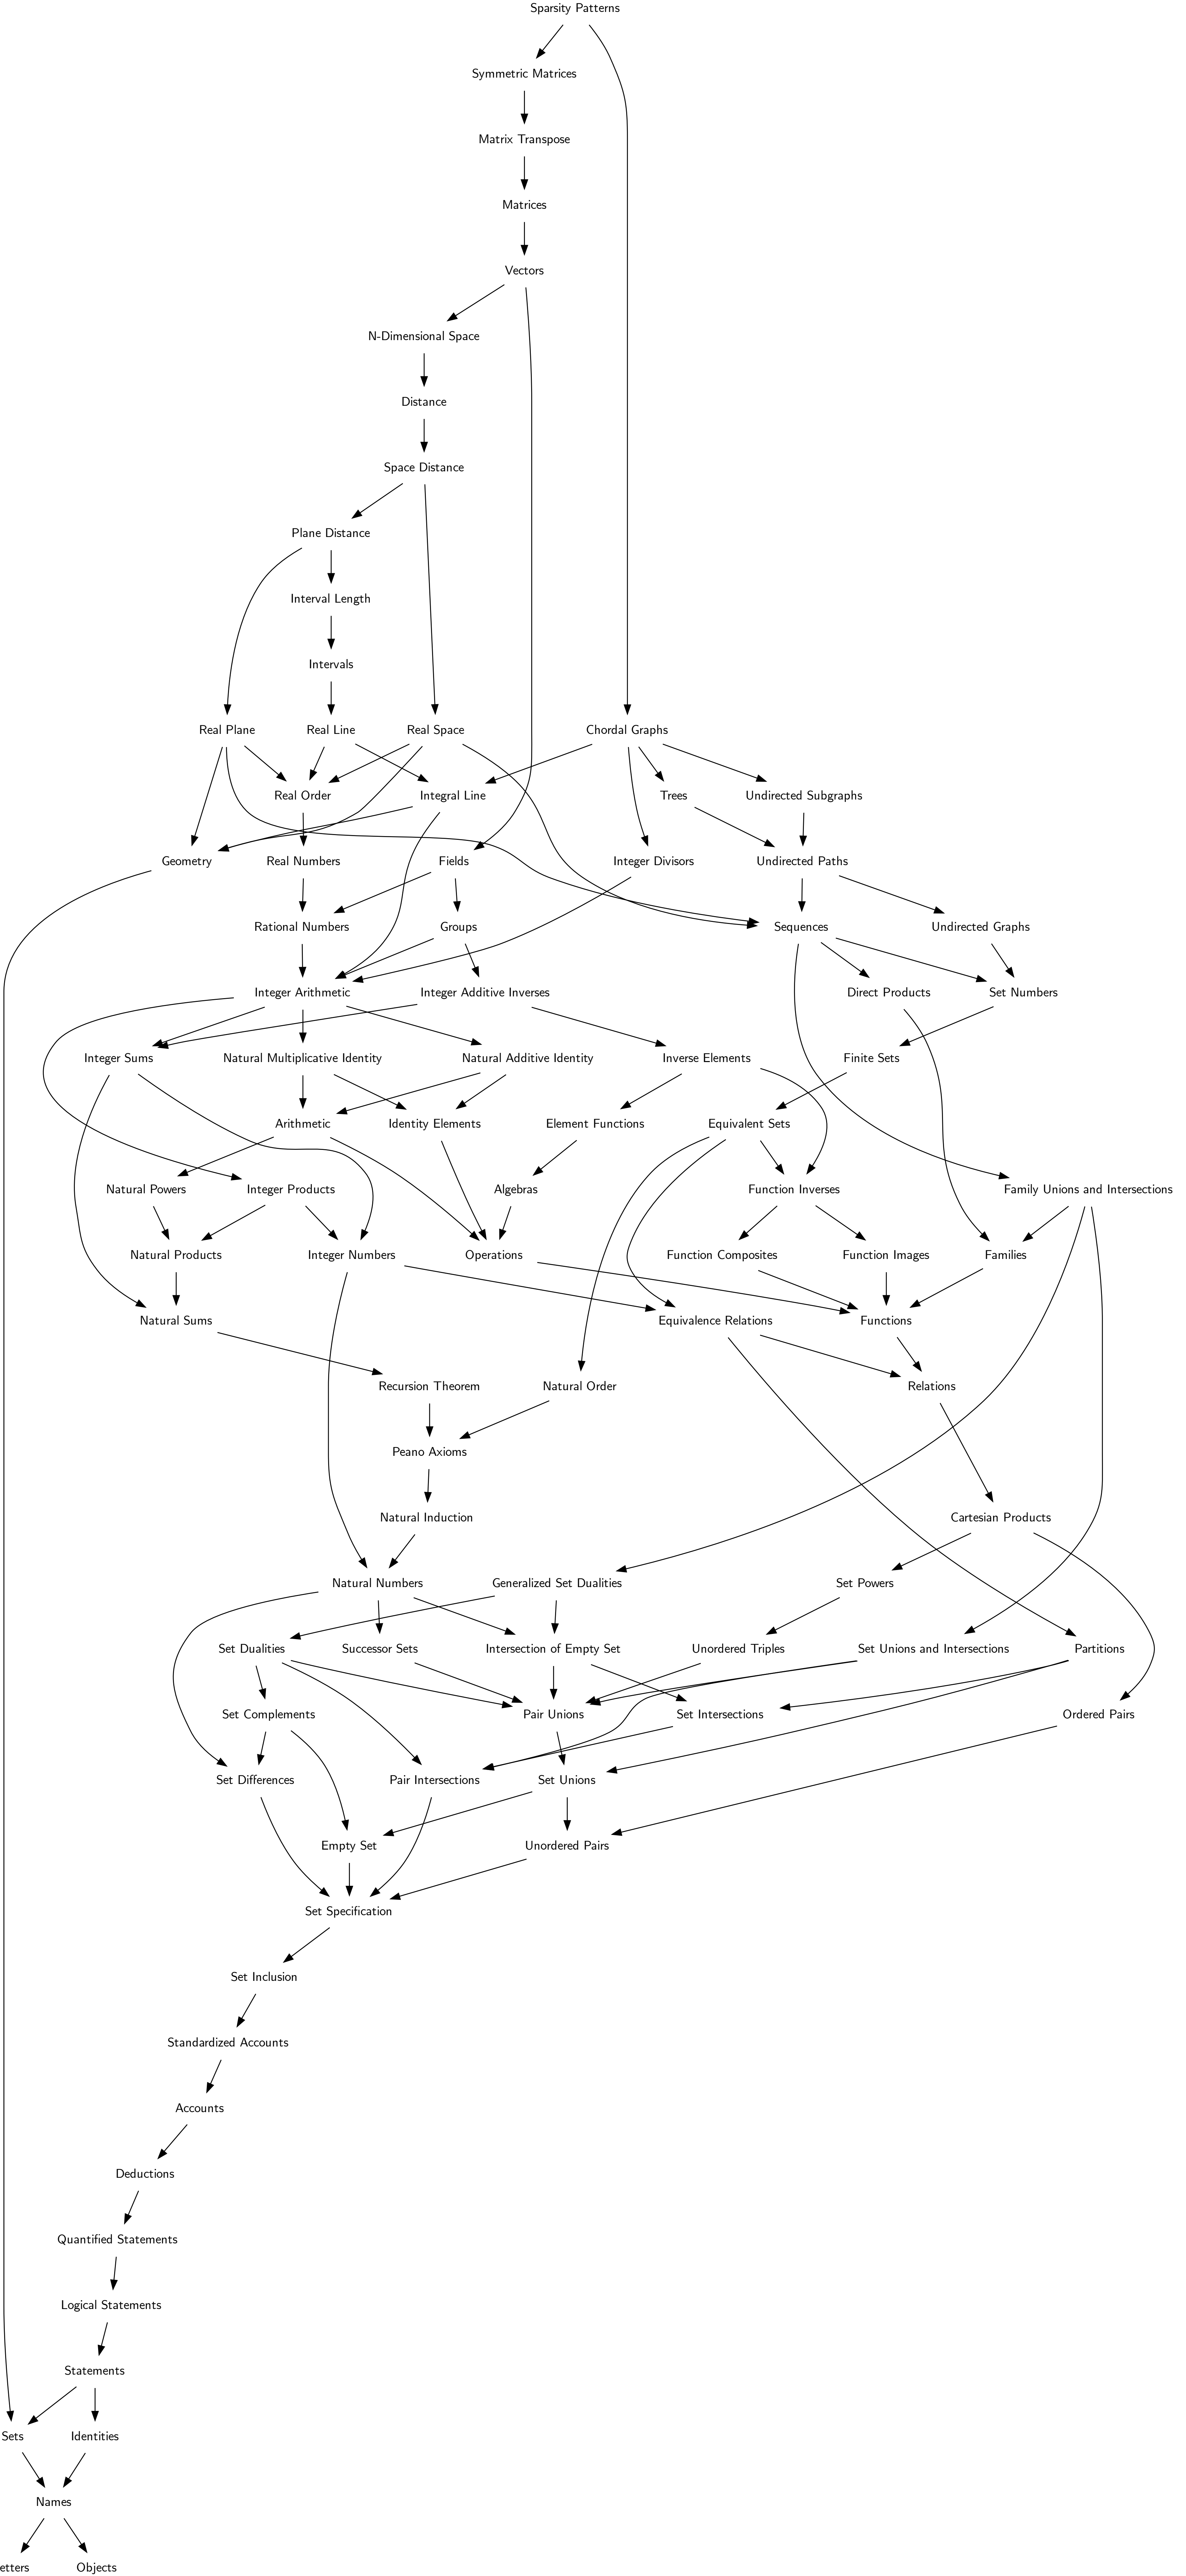 Sparsity Patterns
Symmetric Matrices
Matrix Transpose
Matrices
Vectors
N-Dimensional Space
Distance
Space Distance
Plane Distance
Interval Length
Intervals
Real Plane
Real Line
Real Space
Chordal Graphs
Real Order
Integral Line
Trees
Undirected Subgraphs
Geometry
Real Numbers
Fields
Integer Divisors
Undirected Paths
Rational Numbers
Groups
Sequences
Undirected Graphs
Integer Arithmetic
Integer Additive Inverses
Direct Products
Set Numbers
Integer Sums
Natural Multiplicative Identity
Natural Additive Identity
Inverse Elements
Finite Sets
Arithmetic
Identity Elements
Element Functions
Equivalent Sets
Natural Powers
Integer Products
Algebras
Function Inverses
Family Unions and Intersections
Natural Products
Integer Numbers
Operations
Function Composites
Function Images
Families
Natural Sums
Equivalence Relations
Functions
Recursion Theorem
Natural Order
Relations
Peano Axioms
Natural Induction
Cartesian Products
Natural Numbers
Generalized Set Dualities
Set Powers
Set Dualities
Successor Sets
Intersection of Empty Set
Unordered Triples
Set Unions and Intersections
Partitions
Set Complements
Pair Unions
Set Intersections
Ordered Pairs
Set Differences
Pair Intersections
Set Unions
Empty Set
Unordered Pairs
Set Specification
Set Inclusion
Standardized Accounts
Accounts
Deductions
Quantified Statements
Logical Statements
Statements
Sets
Identities
Names
etters
Objects